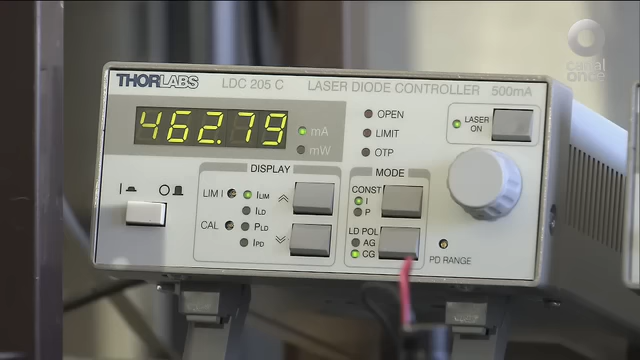 canal
once
THORLABS LDC 205 C LASER DIODE CONTROLLER 500mA
462.79
mA
mW
OPEN
LIMIT
OTP
LASER
ON
DISPLAY
LIM I
ILIM
ILD
CAL
PLD
IPD
MODE
CONST
I
P
LD POL
AG
CG
PD RANGE